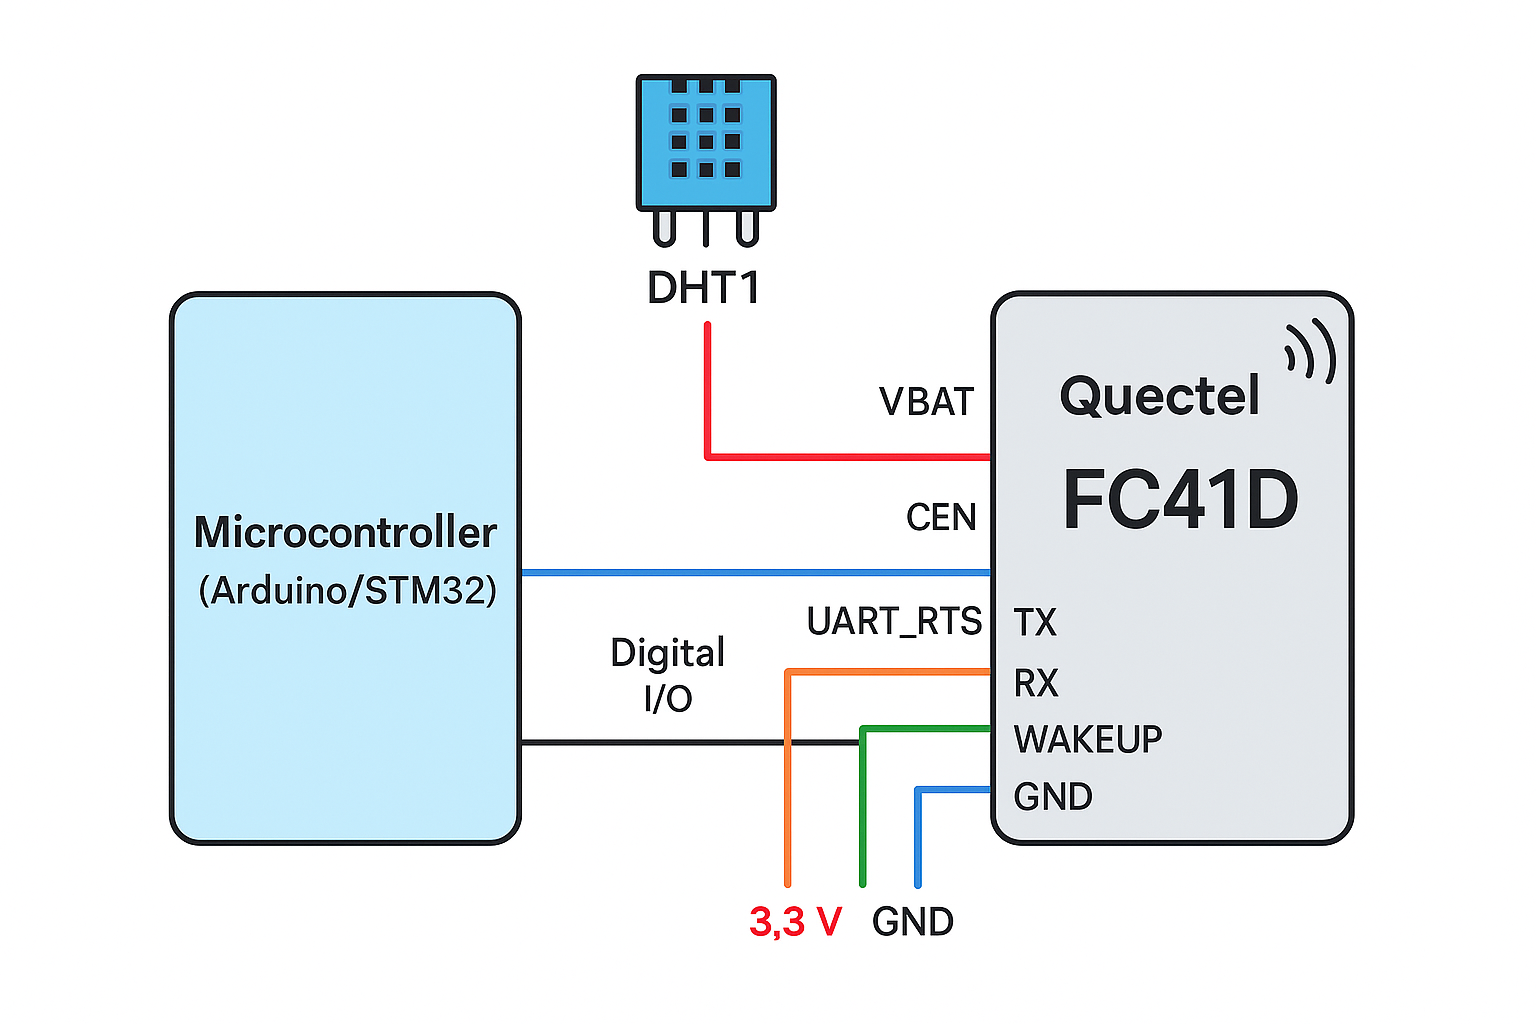 DHT1
VBAT
Quectel
FC41D
CEN
Microcontroller
(Arduino/STM32)
UART_RTS
TX
Digital
I/O
RX
WAKEUP
GND
3,3 V
GND